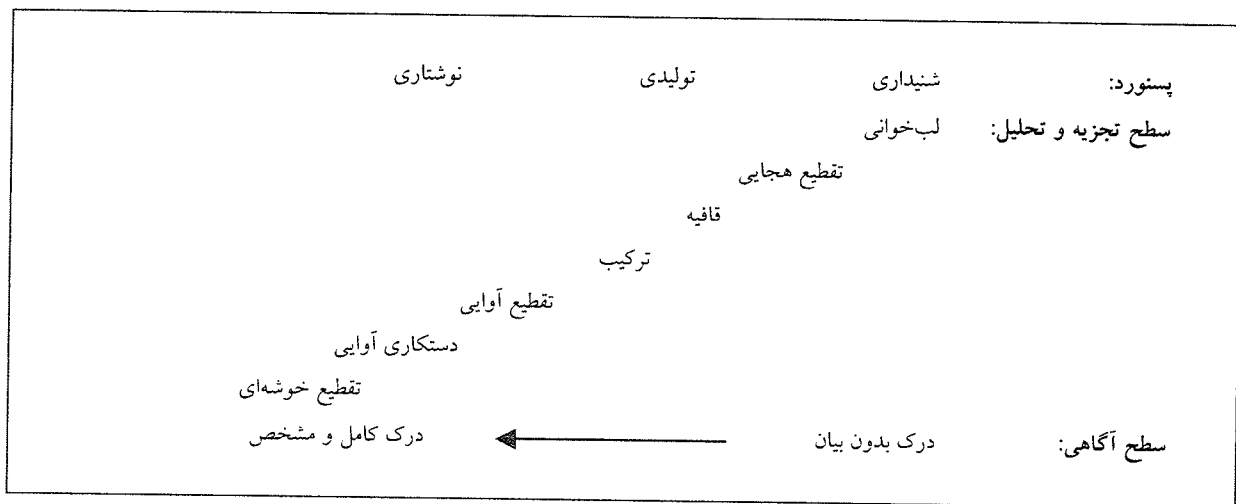 پسنورد: شنیداری تولیدی نوشتاری
سطح تجزیه و تحلیل: لب‌خوانی
تقطیع هجایی
قافیه
ترکیب
تقطیع آوایی
دستکاری آوایی
تقطیع خوشه‌ای
سطح آگاهی: درک بدون بیان درک کامل و مشخص